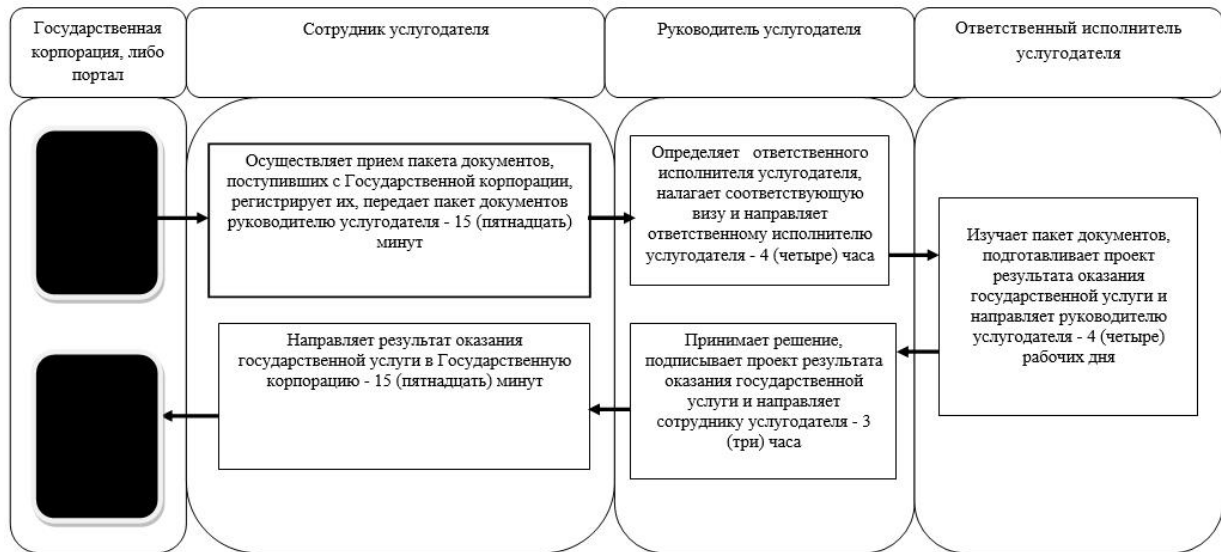 Государственная
корпорация, либо
портал
Сотрудник услугодателя
Руководитель услугодателя
Ответственный исполнитель
услугодателя
Осуществляет прием пакета документов,
поступивших с Государственной корпорации,
регистрирует их, передает пакет документов
руководителю услугодателя - 15 (пятнадцать)
минут
Определяет ответственного
исполнителя услугодателя,
налагает соответствующую
визу и направляет
ответственному исполнителю
услугодателя - 4 (четыре) часа
Изучает пакет документов,
подготавливает проект
результата оказания
государственной услуги и
направляет руководителю
услугодателя - 4 (четыре)
рабочих дня
Принимает решение,
подписывает проект результата
оказания государственной
услуги и направляет
сотруднику услугодателя - 3
(три) часа
Направляет результат оказания
государственной услуги в Государственную
корпорацию - 15 (пятнадцать) минут